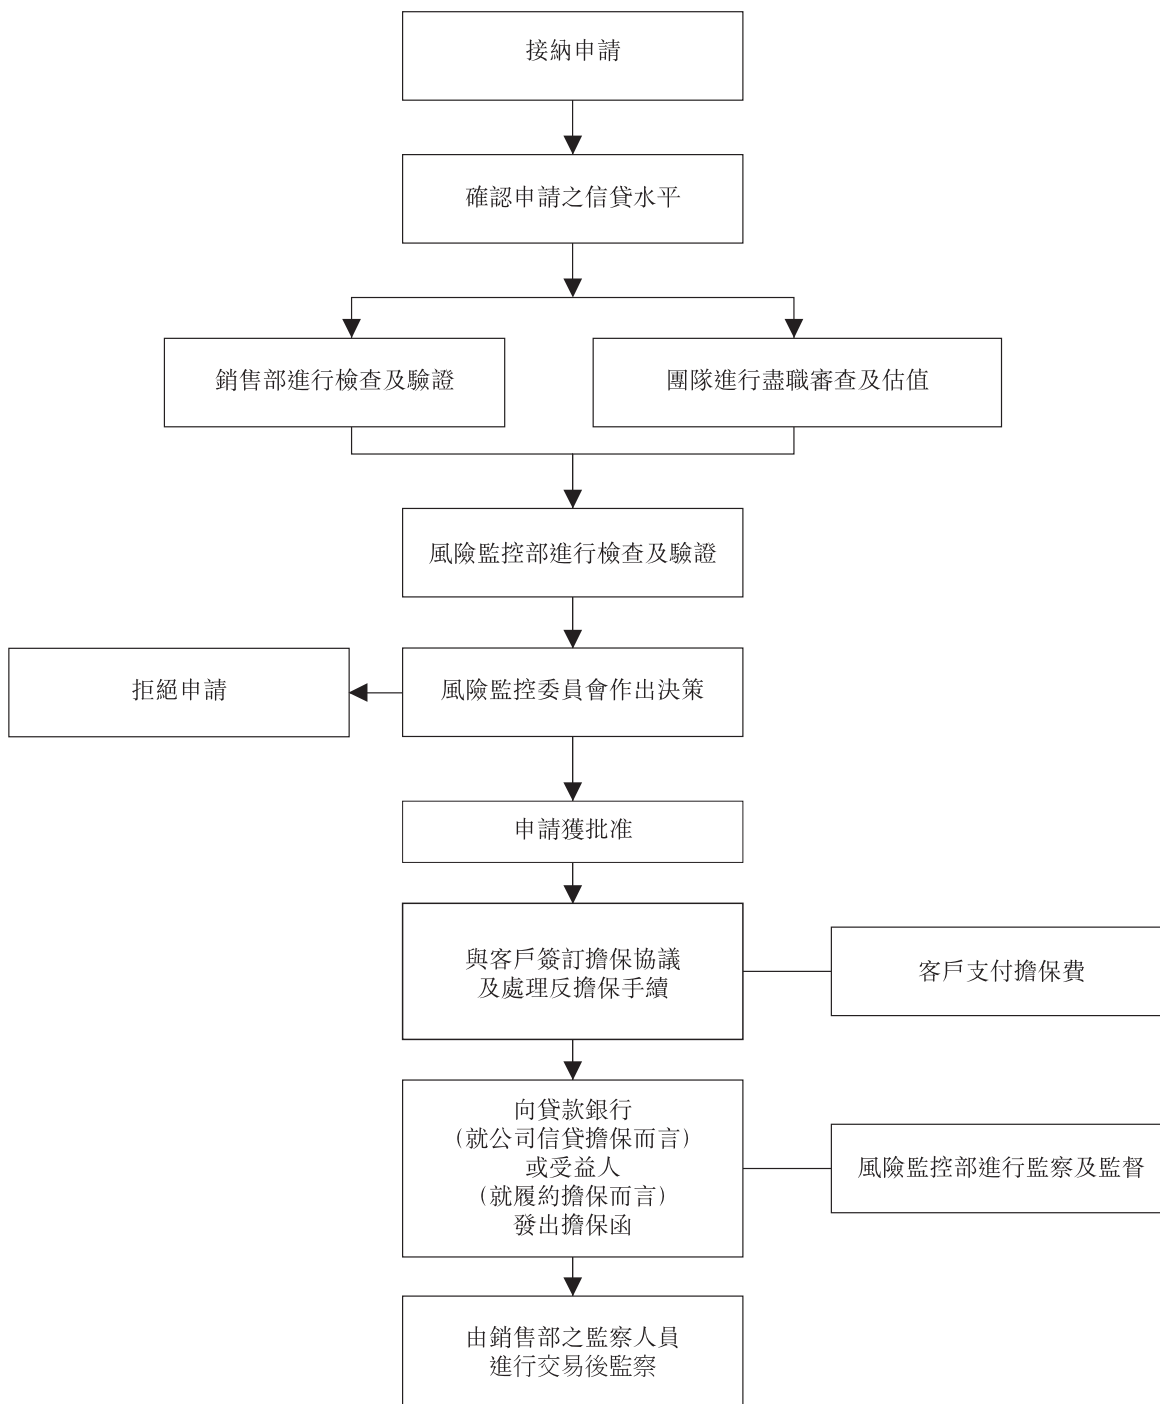 接納申請
確認申請之信貸水平
銷售部進行檢查及驗證
團隊進行盡職審查及估值
風險監控部進行檢查及驗證
拒絕申請
風險監控委員會作出決策
申請獲批准
與客戶簽訂擔保協議
及處理反擔保手續
客戶支付擔保費
向貸款銀行
（就公司信貸擔保而言）
或受益人
（就履約擔保而言）
發出擔保函
風險監控部進行監察及監督
由銷售部之監察人員
進行交易後監察